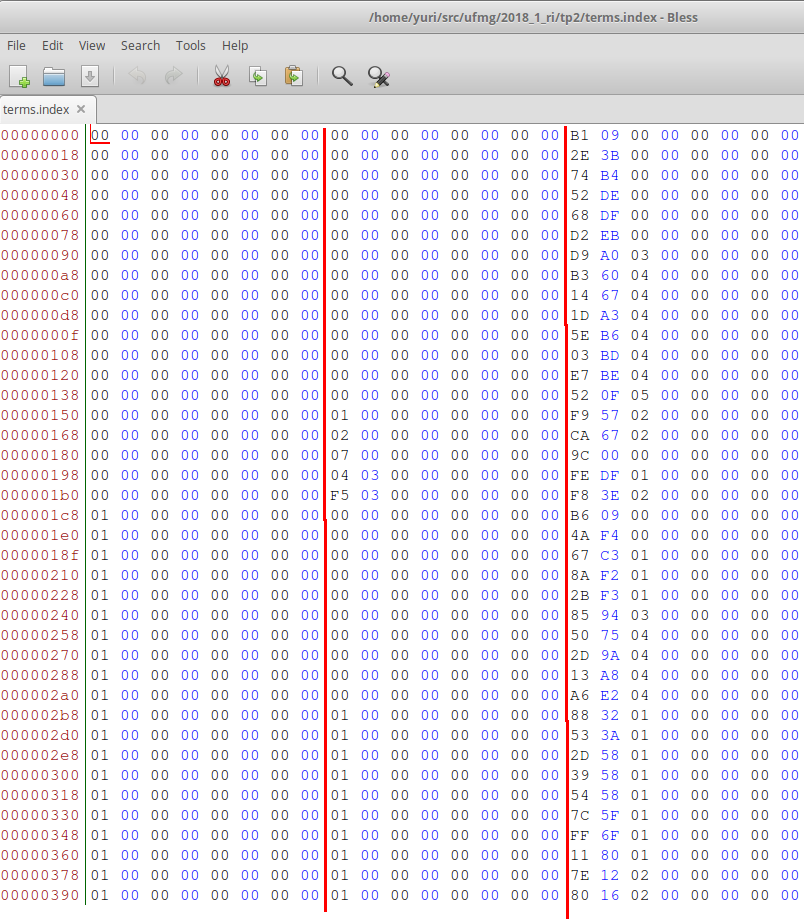 /home/yuri/src/ufmg/2018_1_ri/tp2/terms.index - Bless
File Edit View Search Tools Help
terms.index ×
00000000 00 00 00 00 00 00 00 00 00 00 00 00 00 00 00 00 B1 09 00 00 00 00 00 00
00000018 00 00 00 00 00 00 00 00 00 00 00 00 00 00 00 00 2E 3B 00 00 00 00 00 00
00000030 00 00 00 00 00 00 00 00 00 00 00 00 00 00 00 00 74 B4 00 00 00 00 00 00
00000048 00 00 00 00 00 00 00 00 00 00 00 00 00 00 00 00 52 DE 00 00 00 00 00 00
00000060 00 00 00 00 00 00 00 00 00 00 00 00 00 00 00 00 68 DF 00 00 00 00 00 00
00000078 00 00 00 00 00 00 00 00 00 00 00 00 00 00 00 00 D2 EB 00 00 00 00 00 00
00000090 00 00 00 00 00 00 00 00 00 00 00 00 00 00 00 00 D9 A0 03 00 00 00 00 00
000000a8 00 00 00 00 00 00 00 00 00 00 00 00 00 00 00 00 B3 60 04 00 00 00 00 00
000000c0 00 00 00 00 00 00 00 00 00 00 00 00 00 00 00 00 14 67 04 00 00 00 00 00
000000d8 00 00 00 00 00 00 00 00 00 00 00 00 00 00 00 00 1D A3 04 00 00 00 00 00
0000000f 00 00 00 00 00 00 00 00 00 00 00 00 00 00 00 00 5E B6 04 00 00 00 00 00
00000108 00 00 00 00 00 00 00 00 00 00 00 00 00 00 00 00 03 BD 04 00 00 00 00 00
00000120 00 00 00 00 00 00 00 00 00 00 00 00 00 00 00 00 E7 BE 04 00 00 00 00 00
00000138 00 00 00 00 00 00 00 00 00 00 00 00 00 00 00 00 52 0F 05 00 00 00 00 00
00000150 00 00 00 00 00 00 00 00 01 00 00 00 00 00 00 00 F9 57 02 00 00 00 00 00
00000168 00 00 00 00 00 00 00 00 02 00 00 00 00 00 00 00 CA 67 02 00 00 00 00 00
00000180 00 00 00 00 00 00 00 00 07 00 00 00 00 00 00 00 9C 00 00 00 00 00 00 00
00000198 00 00 00 00 00 00 00 00 04 03 00 00 00 00 00 00 FE DF 01 00 00 00 00 00
000001b0 00 00 00 00 00 00 00 00 F5 03 00 00 00 00 00 00 F8 3E 02 00 00 00 00 00
000001c8 01 00 00 00 00 00 00 00 00 00 00 00 00 00 00 00 B6 09 00 00 00 00 00 00
000001e0 01 00 00 00 00 00 00 00 00 00 00 00 00 00 00 00 4A F4 00 00 00 00 00 00
0000018f 01 00 00 00 00 00 00 00 00 00 00 00 00 00 00 00 67 C3 01 00 00 00 00 00
00000210 01 00 00 00 00 00 00 00 00 00 00 00 00 00 00 00 8A F2 01 00 00 00 00 00
00000228 01 00 00 00 00 00 00 00 00 00 00 00 00 00 00 00 2B F3 01 00 00 00 00 00
00000240 01 00 00 00 00 00 00 00 00 00 00 00 00 00 00 00 85 94 03 00 00 00 00 00
00000258 01 00 00 00 00 00 00 00 00 00 00 00 00 00 00 00 50 75 04 00 00 00 00 00
00000270 01 00 00 00 00 00 00 00 00 00 00 00 00 00 00 00 2D 9A 04 00 00 00 00 00
00000288 01 00 00 00 00 00 00 00 00 00 00 00 00 00 00 00 13 A8 04 00 00 00 00 00
000002a0 01 00 00 00 00 00 00 00 00 00 00 00 00 00 00 00 A6 E2 04 00 00 00 00 00
000002b8 01 00 00 00 00 00 00 00 01 00 00 00 00 00 00 00 88 32 01 00 00 00 00 00
000002d0 01 00 00 00 00 00 00 00 01 00 00 00 00 00 00 00 53 3A 01 00 00 00 00 00
000002e8 01 00 00 00 00 00 00 00 01 00 00 00 00 00 00 00 2D 58 01 00 00 00 00 00
00000300 01 00 00 00 00 00 00 00 01 00 00 00 00 00 00 00 39 58 01 00 00 00 00 00
00000318 01 00 00 00 00 00 00 00 01 00 00 00 00 00 00 00 54 58 01 00 00 00 00 00
00000330 01 00 00 00 00 00 00 00 01 00 00 00 00 00 00 00 7C 5F 01 00 00 00 00 00
00000348 01 00 00 00 00 00 00 00 01 00 00 00 00 00 00 00 FF 6F 01 00 00 00 00 00
00000360 01 00 00 00 00 00 00 00 01 00 00 00 00 00 00 00 11 80 01 00 00 00 00 00
00000378 01 00 00 00 00 00 00 00 01 00 00 00 00 00 00 00 7E 12 02 00 00 00 00 00
00000390 01 00 00 00 00 00 00 00 01 00 00 00 00 00 00 00 80 16 02 00 00 00 00 00